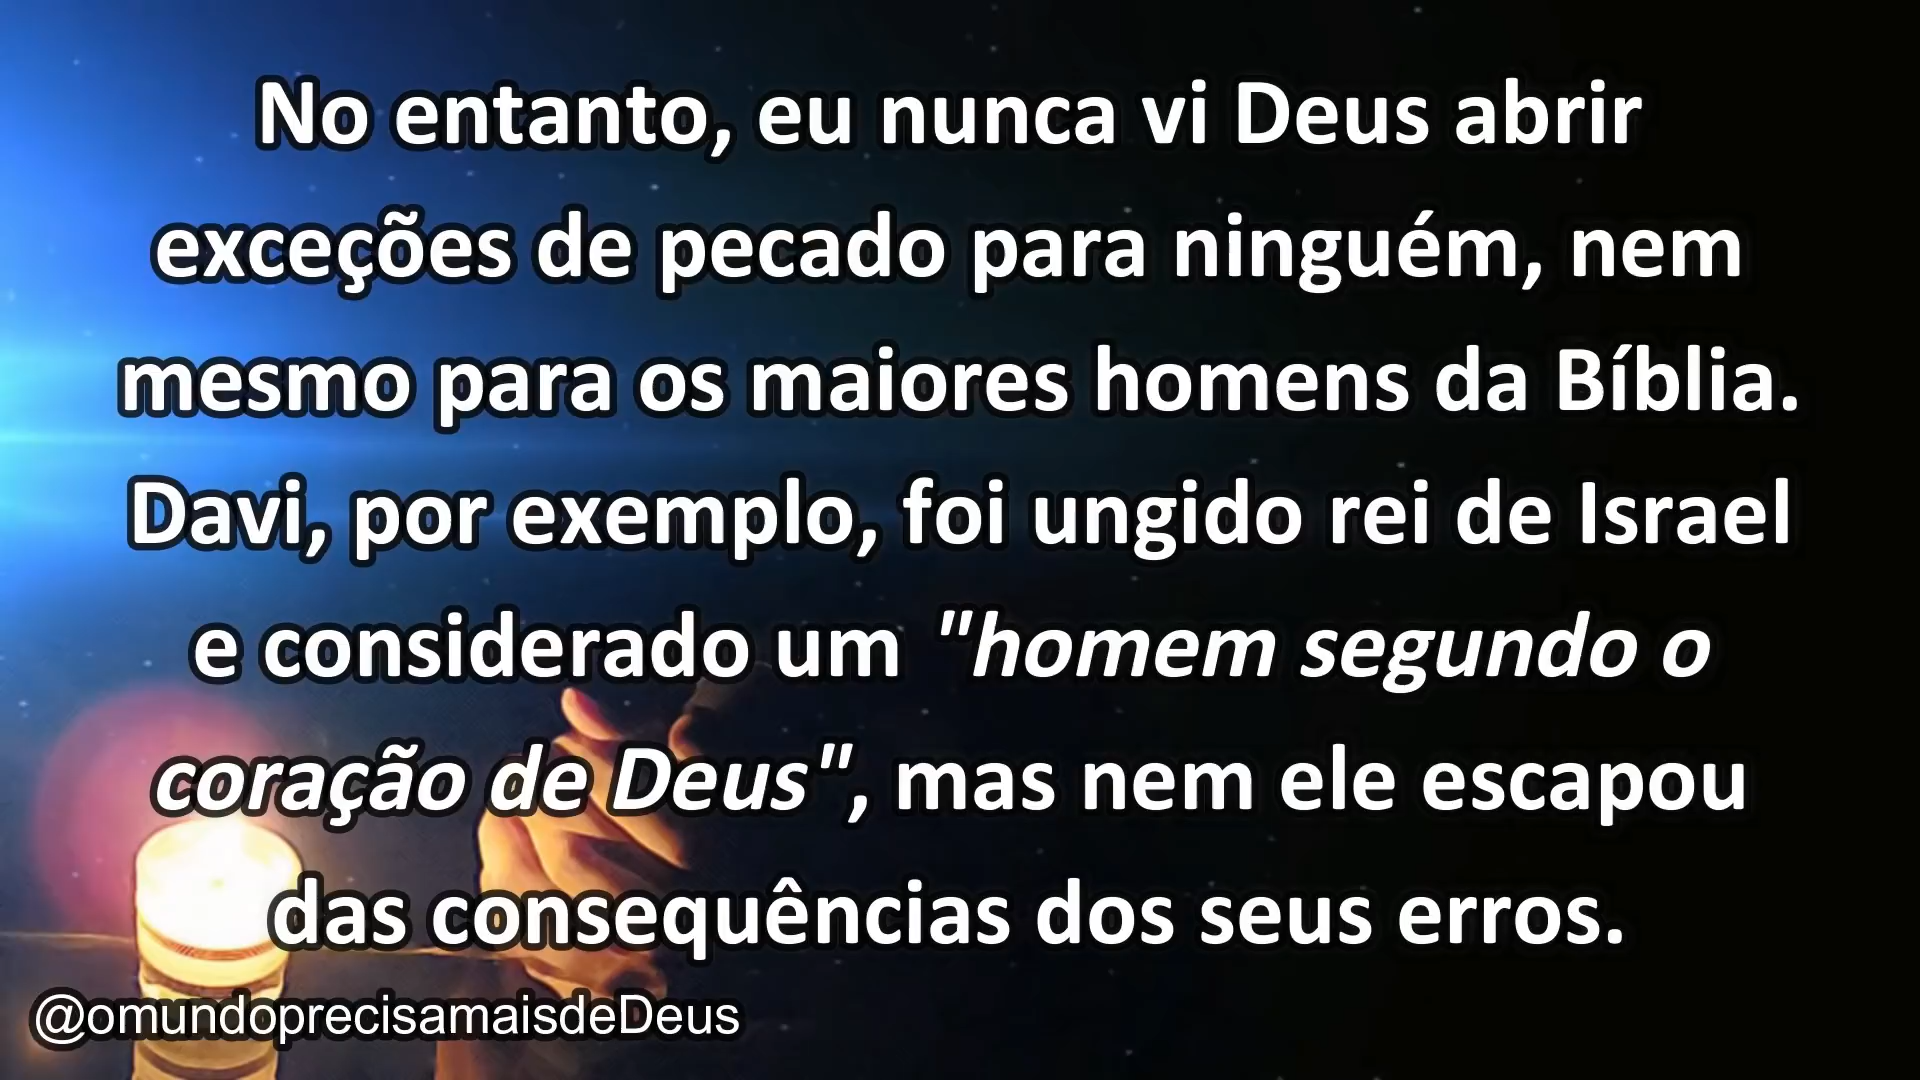 No entanto, eu nunca vi Deus abrir
exceções de pecado para ninguém, nem
mesmo para os maiores homens da Bíblia.
Davi, por exemplo, foi ungido rei de Israel
e considerado um "homem segundo o
coração de Deus", mas nem ele escapou
das consequências dos seus erros.
@omundoprecisamaisdeDeus